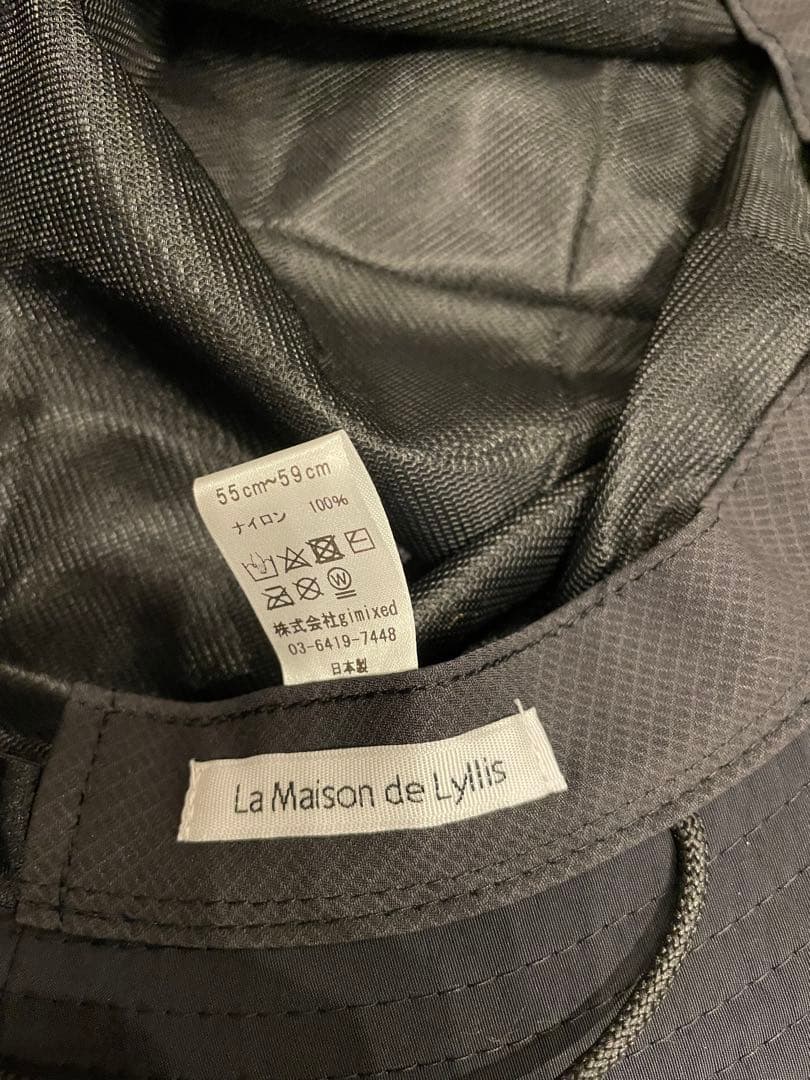 55cm~59cm
ナイロン 100%
W
株式会社gimixed
03-6419-7448
日本製
La Maison de Lyllis